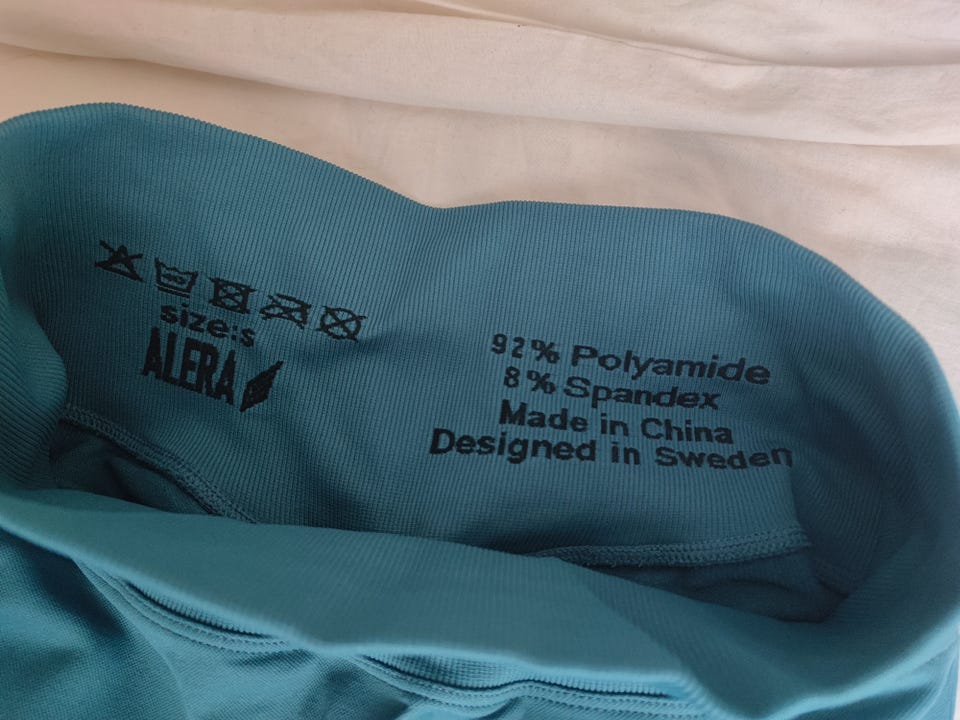 size:s
ALERA
92% Polyamide
8% Spandex
Made in China
Designed in Sweden